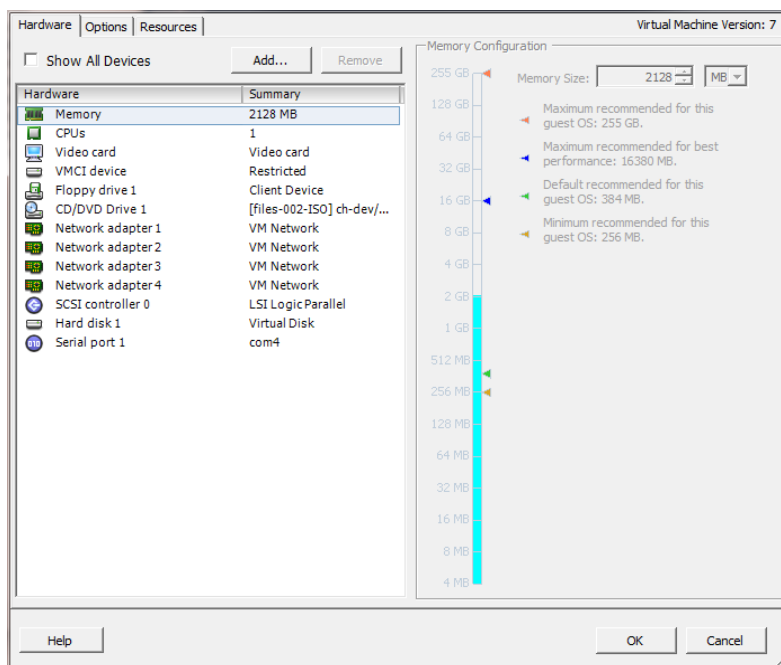 Hardware Options Resources Virtual Machine Version: 7
Show All Devices Add... Remove
Hardware Summary
Memory 2128 MB
CPUs 1
Video card Video card
VMCI device Restricted
Floppy drive 1 Client Device
CD/DVD Drive 1 [files-002-ISO] ch-dev/...
Network adapter 1 VM Network
Network adapter 2 VM Network
Network adapter 3 VM Network
Network adapter 4 VM Network
SCSI controller 0 LSI Logic Parallel
Hard disk 1 Virtual Disk
Serial port 1 com4
Memory Configuration
255 GB
128 GB
64 GB
32 GB
16 GB
8 GB
4 GB
2 GB
1 GB
512 MB
256 MB
128 MB
64 MB
32 MB
16 MB
8 MB
4 MB
Memory Size: 2128 MB
Maximum recommended for this
guest OS: 255 GB.
Maximum recommended for best
performance: 16380 MB.
Default recommended for this
guest OS: 384 MB.
Minimum recommended for this
guest OS: 256 MB.
Help OK Cancel